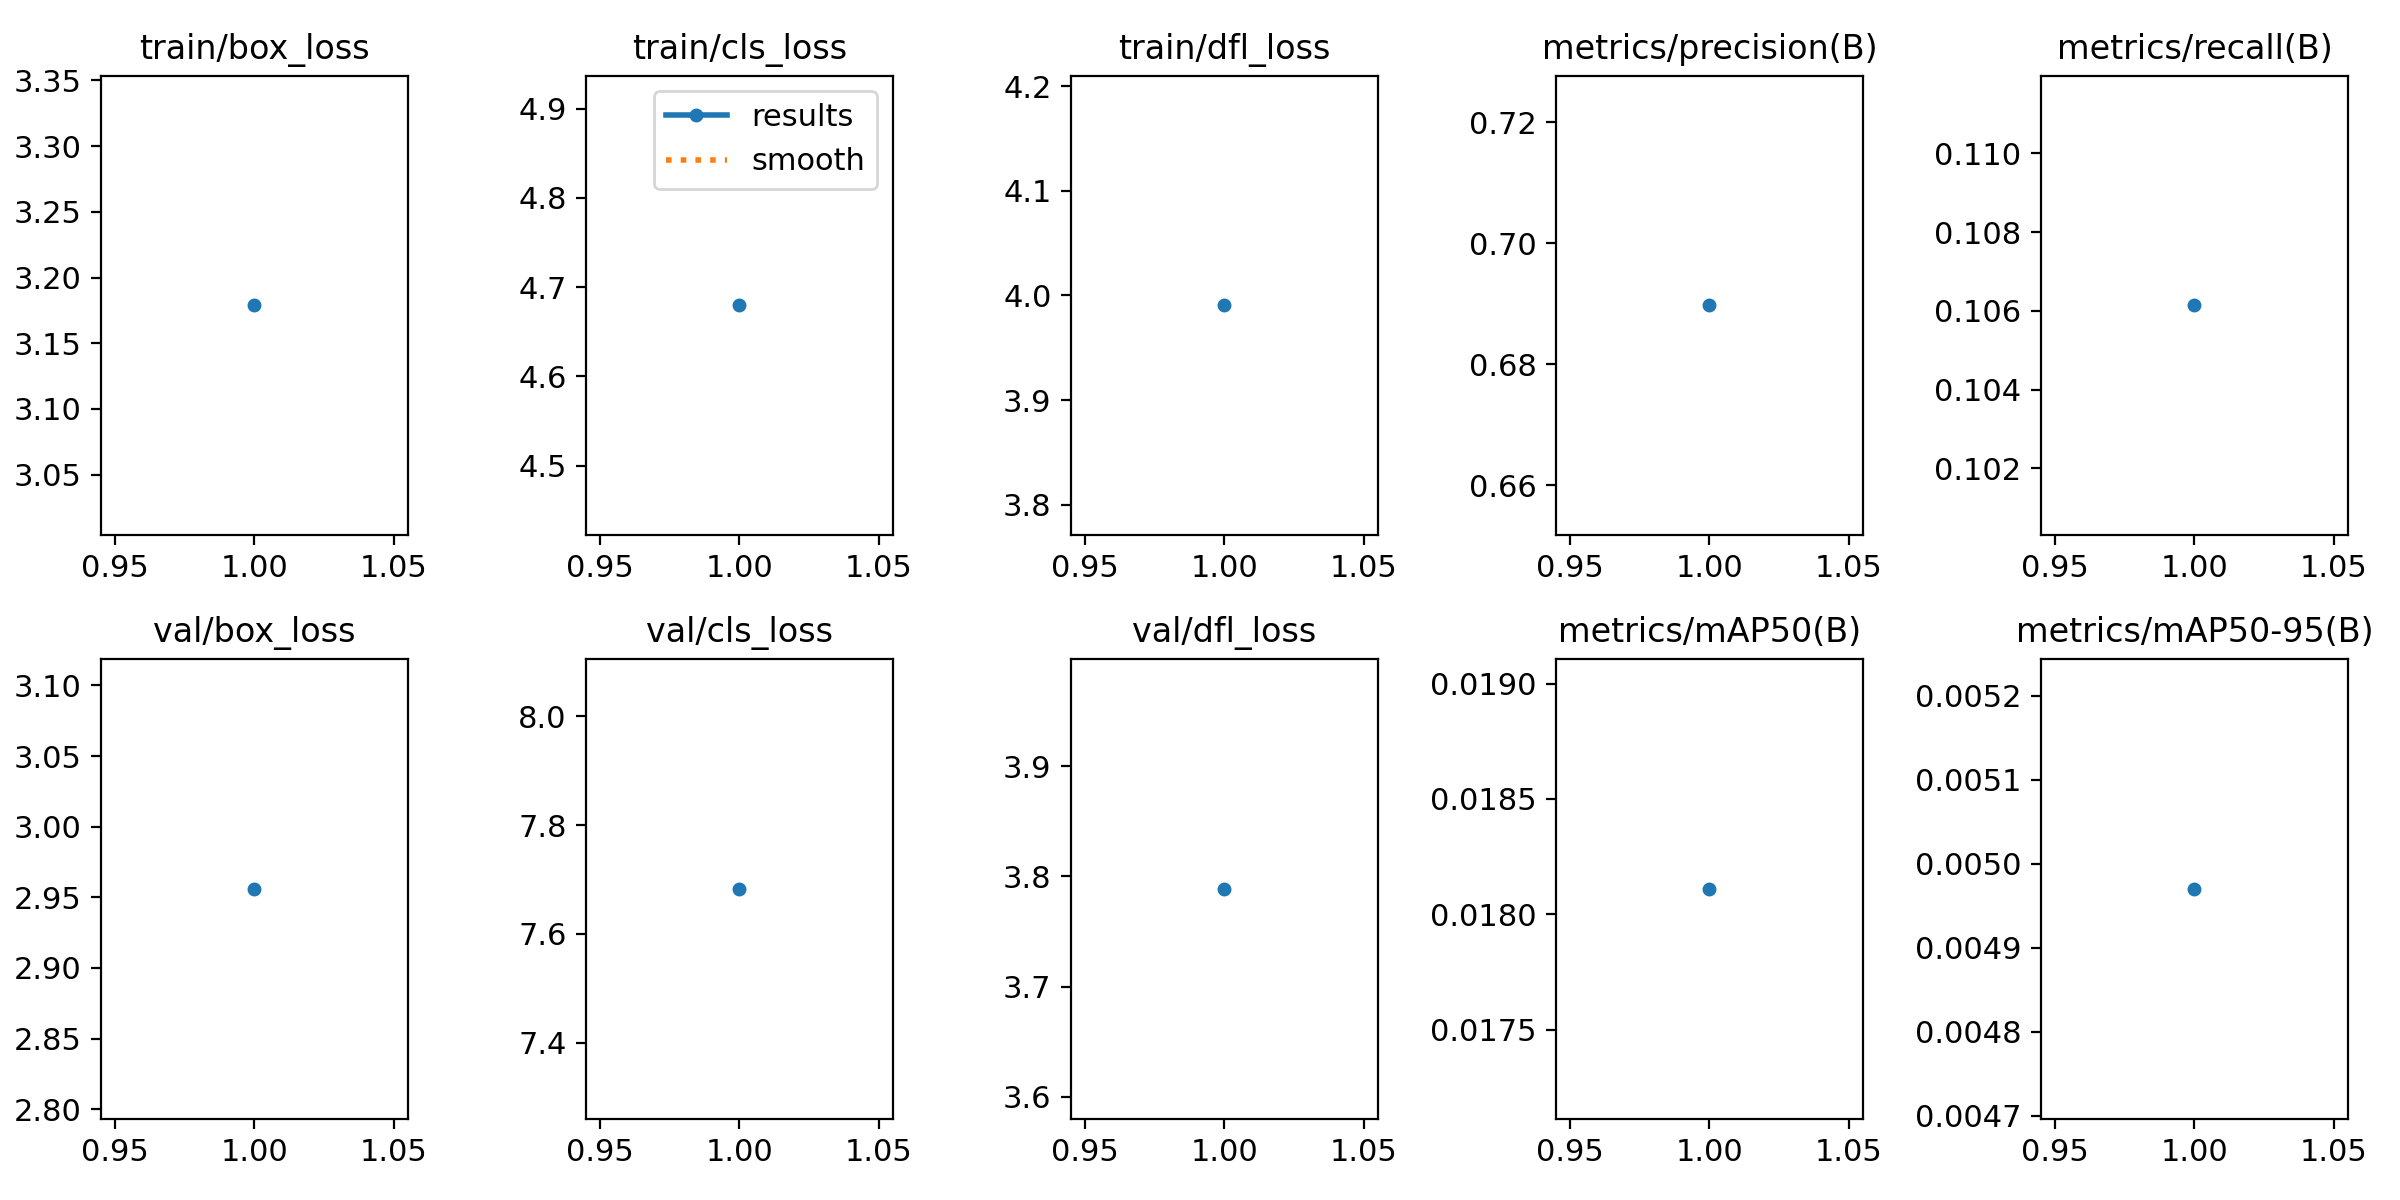 train/box_loss
3.35
3.30
3.25
3.20
3.15
3.10
3.05
0.95 1.00 1.05
train/cls_loss
results
smooth
4.9
4.8
4.7
4.6
4.5
0.95 1.00 1.05
train/dfl_loss
4.2
4.1
4.0
3.9
3.8
0.95 1.00 1.05
metrics/precision(B)
0.72
0.70
0.68
0.66
0.95 1.00 1.05
metrics/recall(B)
0.110
0.108
0.106
0.104
0.102
0.95 1.00 1.05
val/box_loss
3.10
3.05
3.00
2.95
2.90
2.85
2.80
0.95 1.00 1.05
val/cls_loss
8.0
7.8
7.6
7.4
0.95 1.00 1.05
val/dfl_loss
3.9
3.8
3.7
3.6
0.95 1.00 1.05
metrics/mAP50(B)
0.0190
0.0185
0.0180
0.0175
0.95 1.00 1.05
metrics/mAP50-95(B)
0.0052
0.0051
0.0050
0.0049
0.0048
0.0047
0.95 1.00 1.05